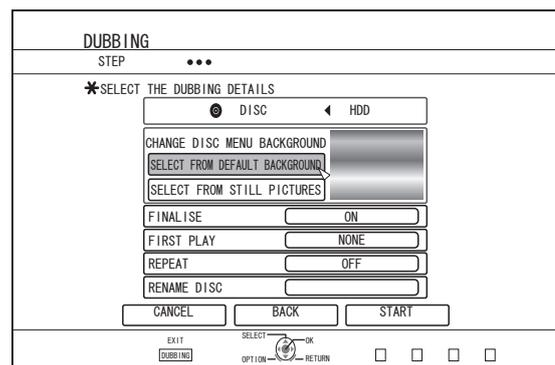 DUBBING
STEP
SELECT THE DUBBING DETAILS
DISC HDD
CHANGE DISC MENU BACKGROUND
SELECT FROM DEFAULT BACKGROUND
SELECT FROM STILL PICTURES
FINALISE ON
FIRST PLAY NONE
REPEAT OFF
RENAME DISC
CANCEL BACK START
EXIT
DUBBING
SELECT OK
OPTION RETURN